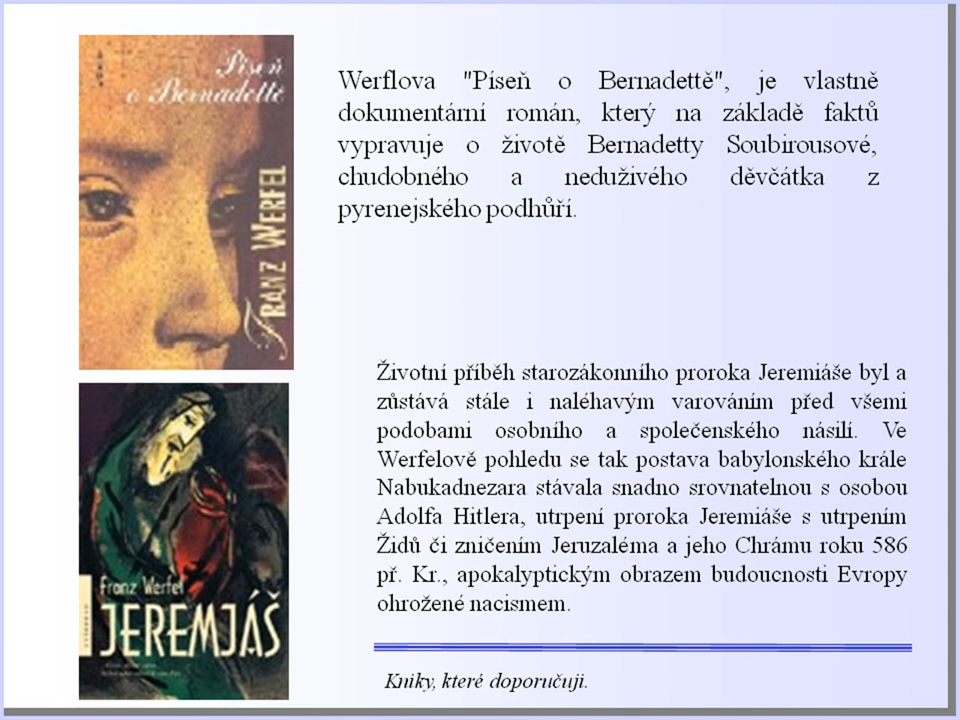 Píseň
o Bernadettě
FRANZ WERFEL
Werflova "Píseň o Bernadettě", je vlastně
dokumentární román, který na základě faktů
vypravuje o životě Bernadetty Soubirousové,
chudobného a neduživého děvčátka z
pyrenejského podhůří.
Franz Werfel
JEREMJÁŠ
Životní příběh starozákonního proroka Jeremiáše byl a
zůstává stále i naléhavým varováním před všemi
podobami osobního a společenského násilí. Ve
Werfelově pohledu se tak postava babylonského krále
Nabukadnezara stávala snadno srovnatelnou s osobou
Adolfa Hitlera, utrpení proroka Jeremiáše s utrpením
Židů či zničením Jeruzaléma a jeho Chrámu roku 586
př. Kr., apokalyptickým obrazem budoucnosti Evropy
ohrožené nacismem.
Kniky, které doporučuji.